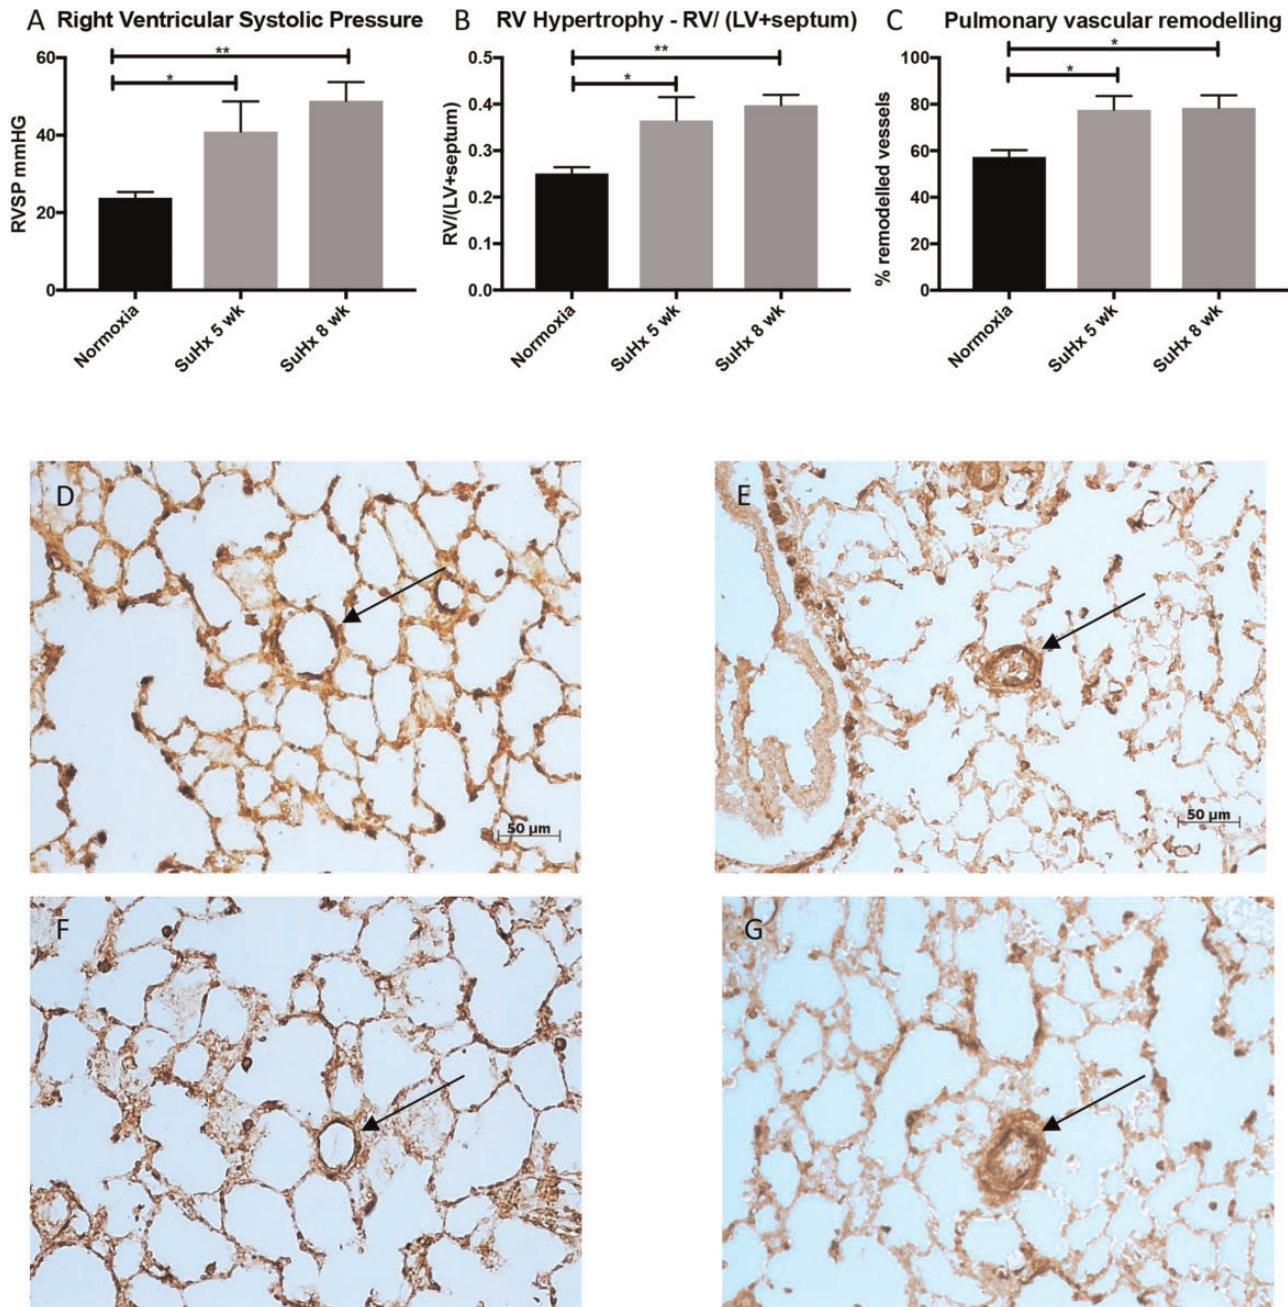 A Right Ventricular Systolic Pressure
60
40
20
0
RVSP mmHG
*
**
Normoxia
SuHx 5 wk
SuHx 8 wk
B RV Hypertrophy - RV/ (LV+septum)
0.5
0.4
0.3
0.2
0.1
0.0
RV/(LV+septum)
*
**
Normoxia
SuHx 5 wk
SuHx 8 wk
C Pulmonary vascular remodelling
100
80
60
40
20
0
% remodelled vessels
*
*
Normoxia
SuHx 5 wk
SuHx 8 wk
D
50 µm
E
50 µm
F
G